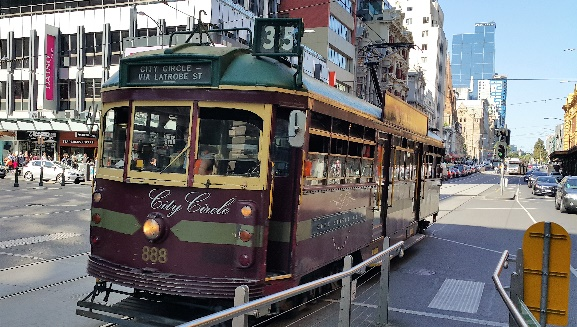 35
CITY CIRCLE
VIA LATROBE ST
City Circle
888